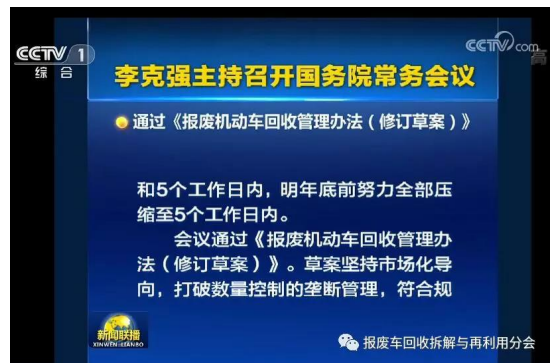 CCTV 1
综合
CCTV.com
高
李克强主持召开国务院常务会议
通过《报废机动车回收管理办法(修订草案)》
和5个工作日内,明年底前努力全部压
缩至5个工作日内。
会议通过《报废机动车回收管理办
法(修订草案)》。草案坚持市场化导
向,打破数量控制的垄断管理,符合规
新闻联播
XINWEN LIANBO
报废车回收拆解与再利用分会